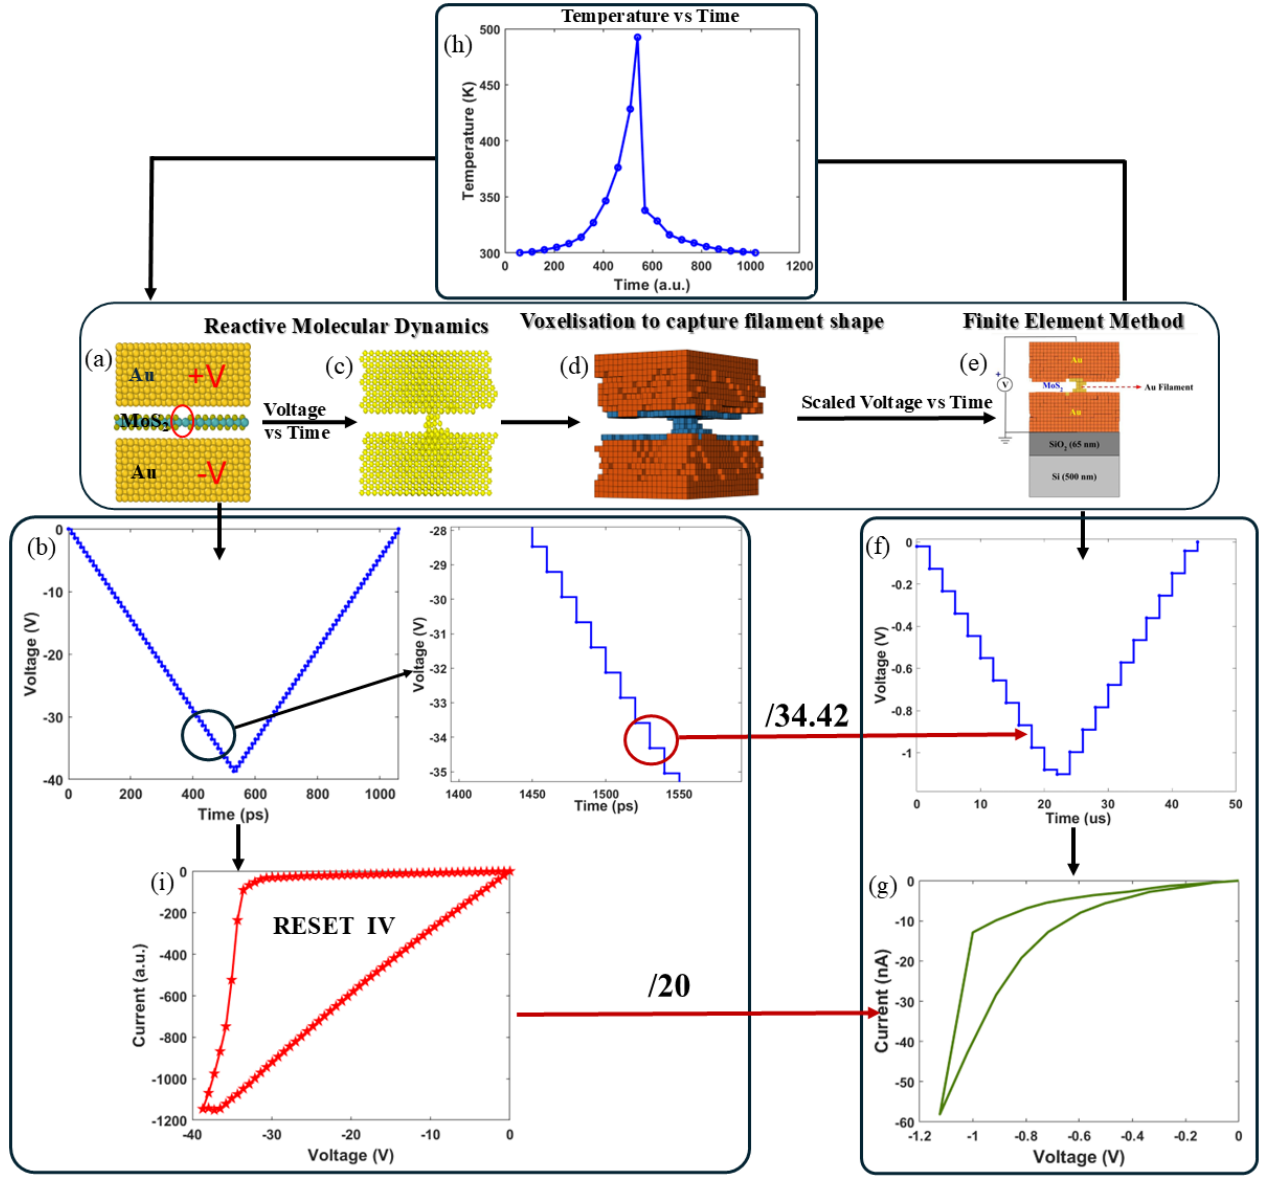 Temperature vs Time
(h)
500
450
400
350
300
Temperature (K)
0 200 400 600 800 1000 1200
Time (a.u.)
Reactive Molecular Dynamics
Voxelisation to capture filament shape
Finite Element Method
(a)
Au +V
MoS2
Au -V
Voltage
vs Time
(c)
(d)
Scaled Voltage vs Time
(e)
+
V
Au
MoS2
Au Filament
Au
SiO2 (65 nm)
Si (500 nm)
(b)
0
-10
-20
-30
-40
Voltage (V)
0 200 400 600 800 1000
Time (ps)
-28
-29
-30
-31
-32
-33
-34
-35
Voltage (V)
1400 1450 1500 1550
Time (ps)
/34.42
(f)
0
-0.2
-0.4
-0.6
-0.8
-1
Voltage (V)
0 10 20 30 40 50
Time (us)
(i)
0
-200
-400
-600
-800
-1000
-1200
Current (a.u.)
RESET IV
-40 -30 -20 -10 0
Voltage (V)
/20
(g)
0
-10
-20
-30
-40
-50
-60
Current (nA)
-1.2 -1 -0.8 -0.6 -0.4 -0.2 0
Voltage (V)